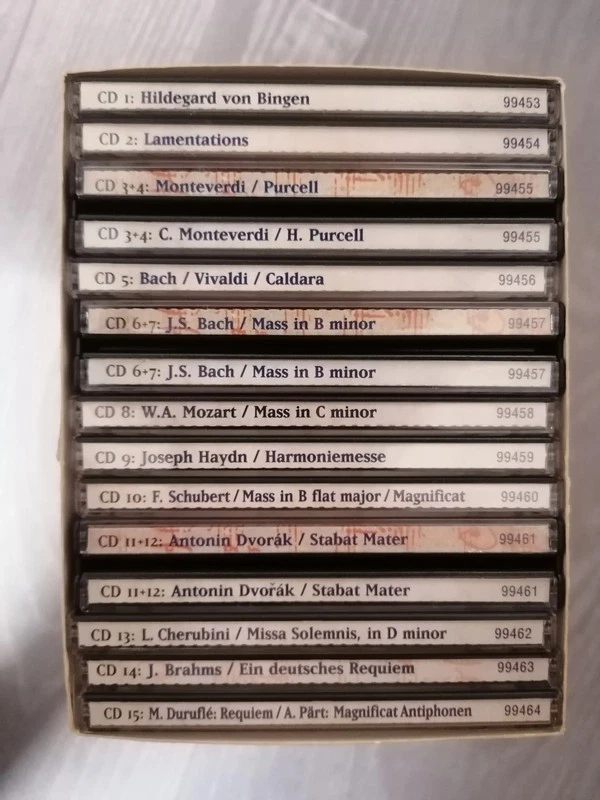 CD 1: Hildegard von Bingen 99453
CD 2: Lamentations 99454
CD 3+4: Monteverdi / Purcell 99455
CD 3+4: C. Monteverdi / H. Purcell 99455
CD 5: Bach / Vivaldi / Caldara 99456
CD 6+7: J.S. Bach / Mass in B minor 99457
CD 6+7: J.S. Bach / Mass in B minor 99457
CD 8: W.A. Mozart / Mass in C minor 99458
CD 9: Joseph Haydn / Harmoniemesse 99459
CD 10: F. Schubert / Mass in B flat major / Magnificat 99460
CD 11+12: Antonin Dvorák / Stabat Mater 99461
CD 11+12: Antonin Dvořák / Stabat Mater 99461
CD 13: L. Cherubini / Missa Solemnis, in D minor 99462
CD 14: J. Brahms / Ein deutsches Requiem 99463
CD 15: M. Duruflé: Requiem / A. Pärt: Magnificat Antiphonen 99464